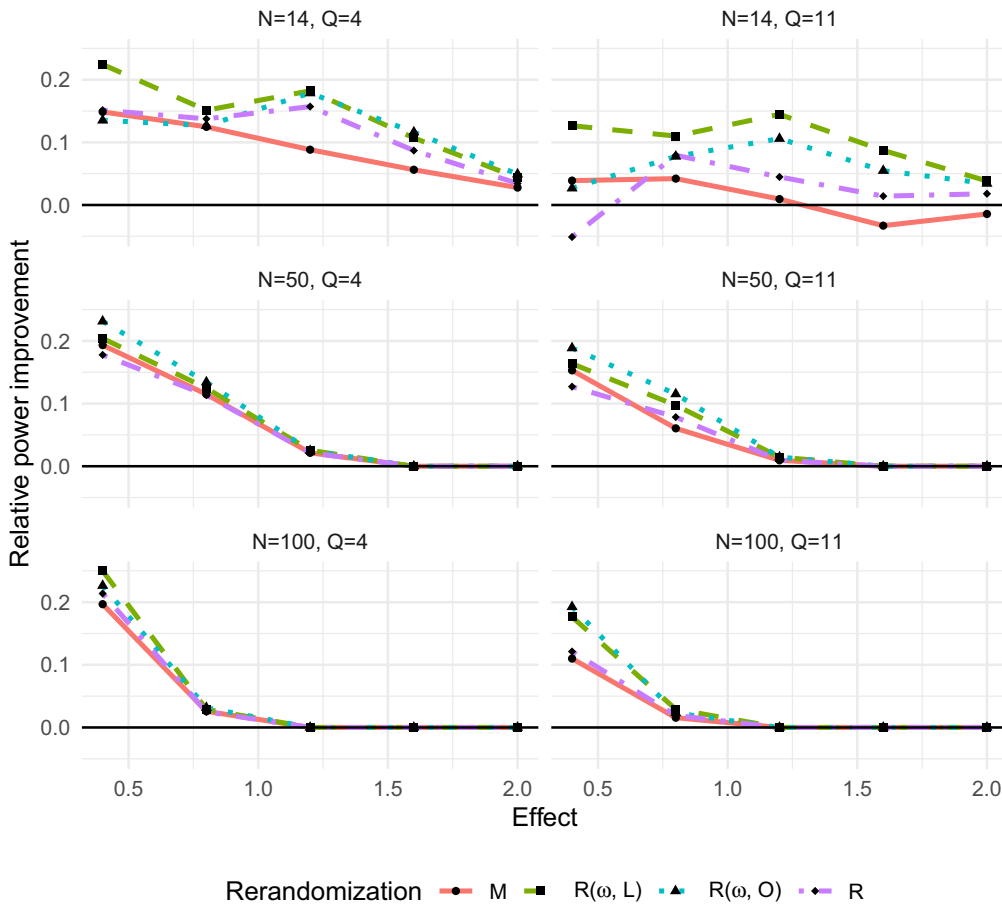 N=14, Q=4
N=14, Q=11
0.2
0.1
0.0
N=50, Q=4
N=50, Q=11
0.2
0.1
0.0
Relative power improvement
N=100, Q=4
N=100, Q=11
0.2
0.1
0.0
0.5 1.0 1.5 2.0
0.5 1.0 1.5 2.0
Effect
Rerandomization M R(ω, L) R(ω, O) R